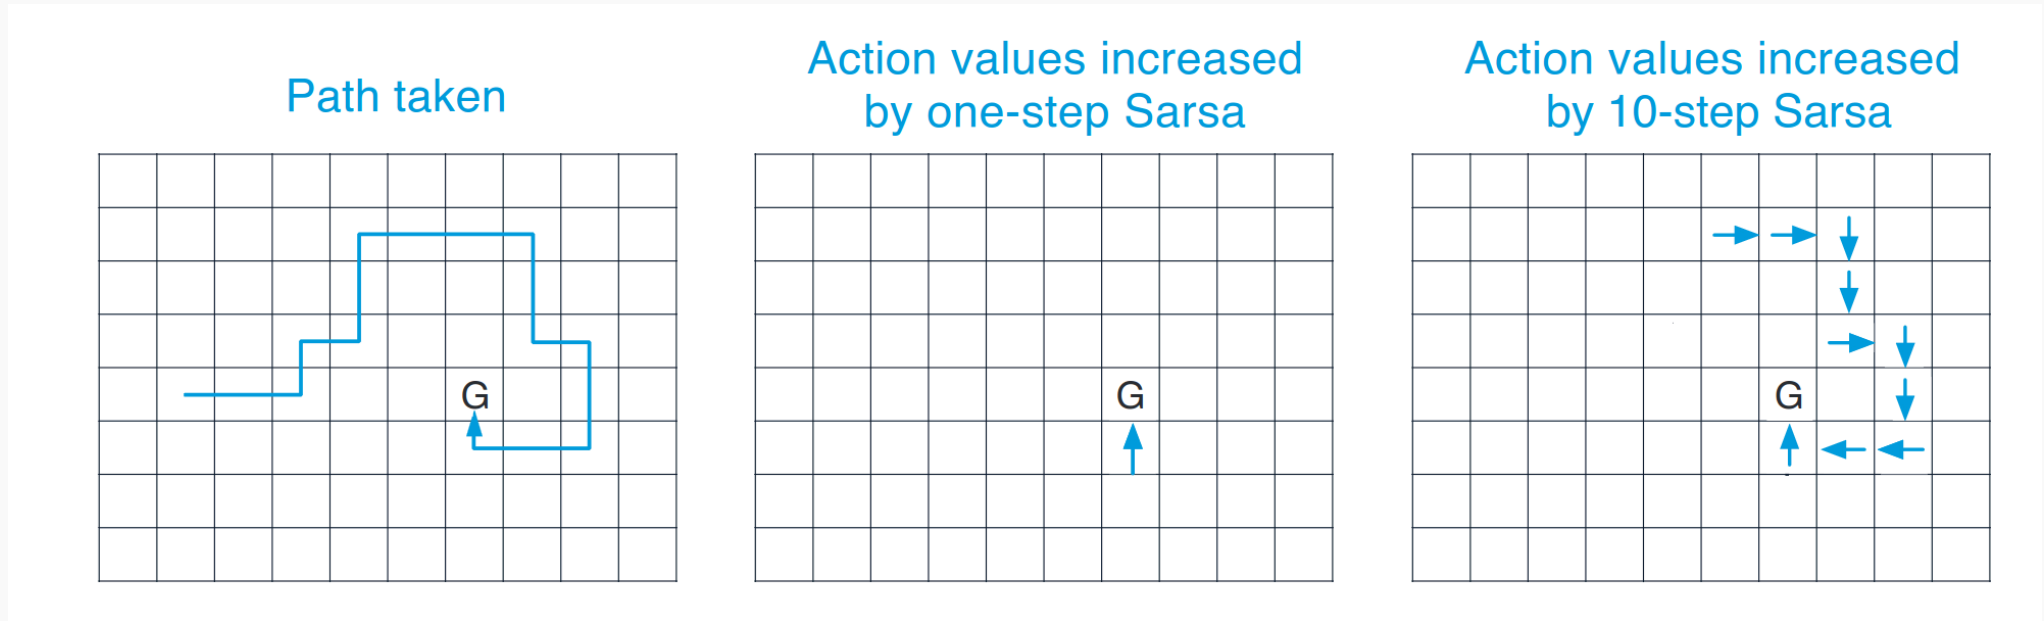 Path taken
Action values increased
by one-step Sarsa
Action values increased
by 10-step Sarsa
G
G
G